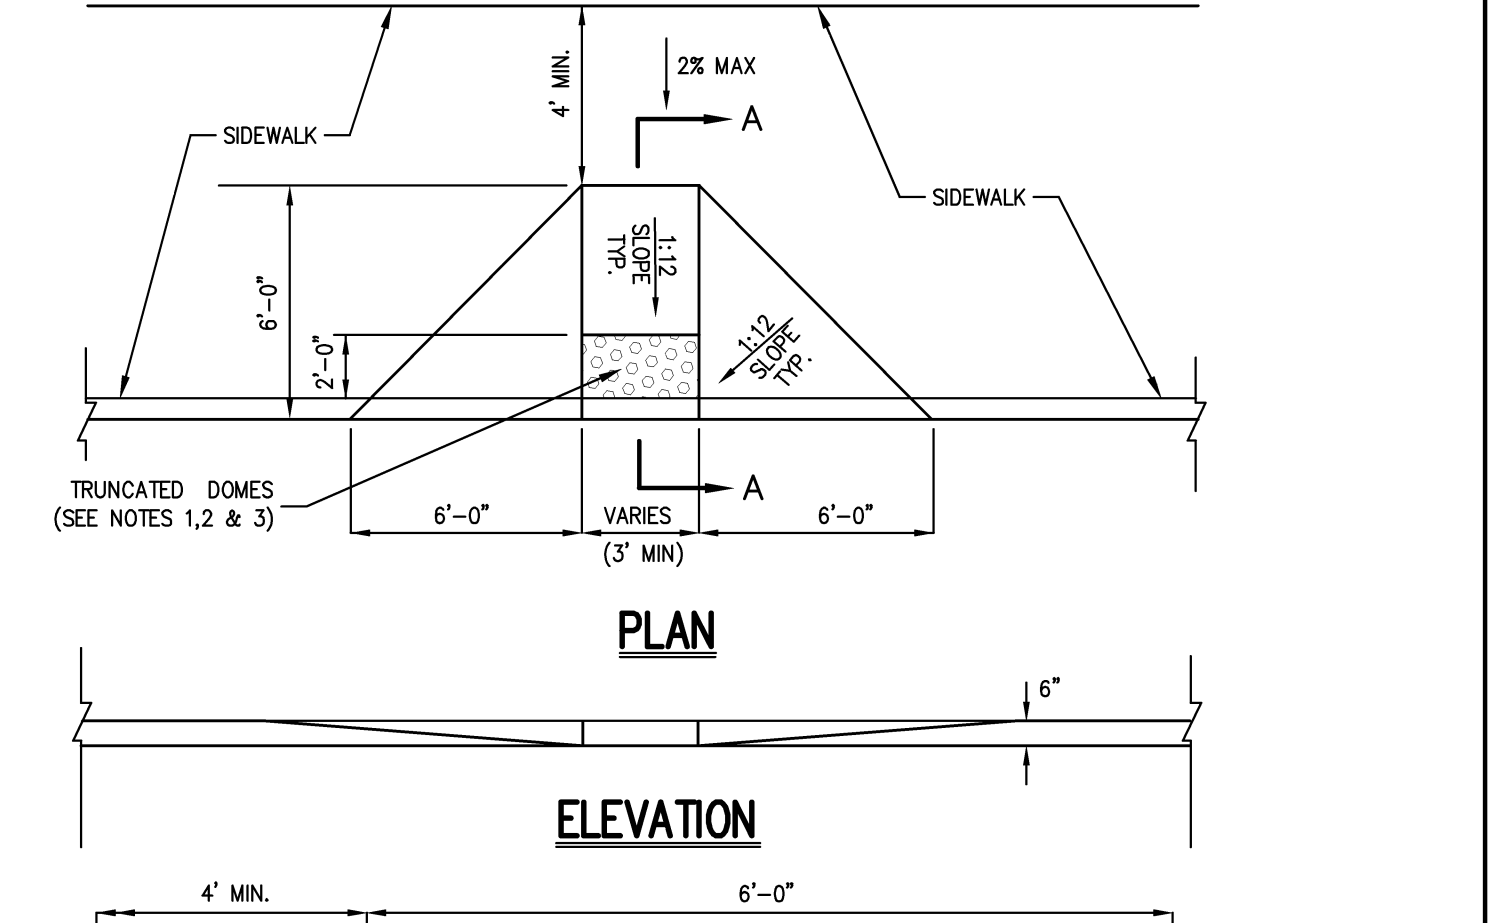 4' MIN.
2% MAX
A
SIDEWALK
SIDEWALK
1:12
SLOPE
TYP.
6'-0"
2'-0"
1:12
SLOPE
TYP.
TRUNCATED DOMES
(SEE NOTES 1,2 & 3)
A
6'-0"
VARIES
(3' MIN)
6'-0"
PLAN
6"
ELEVATION
4' MIN.
6'-0"